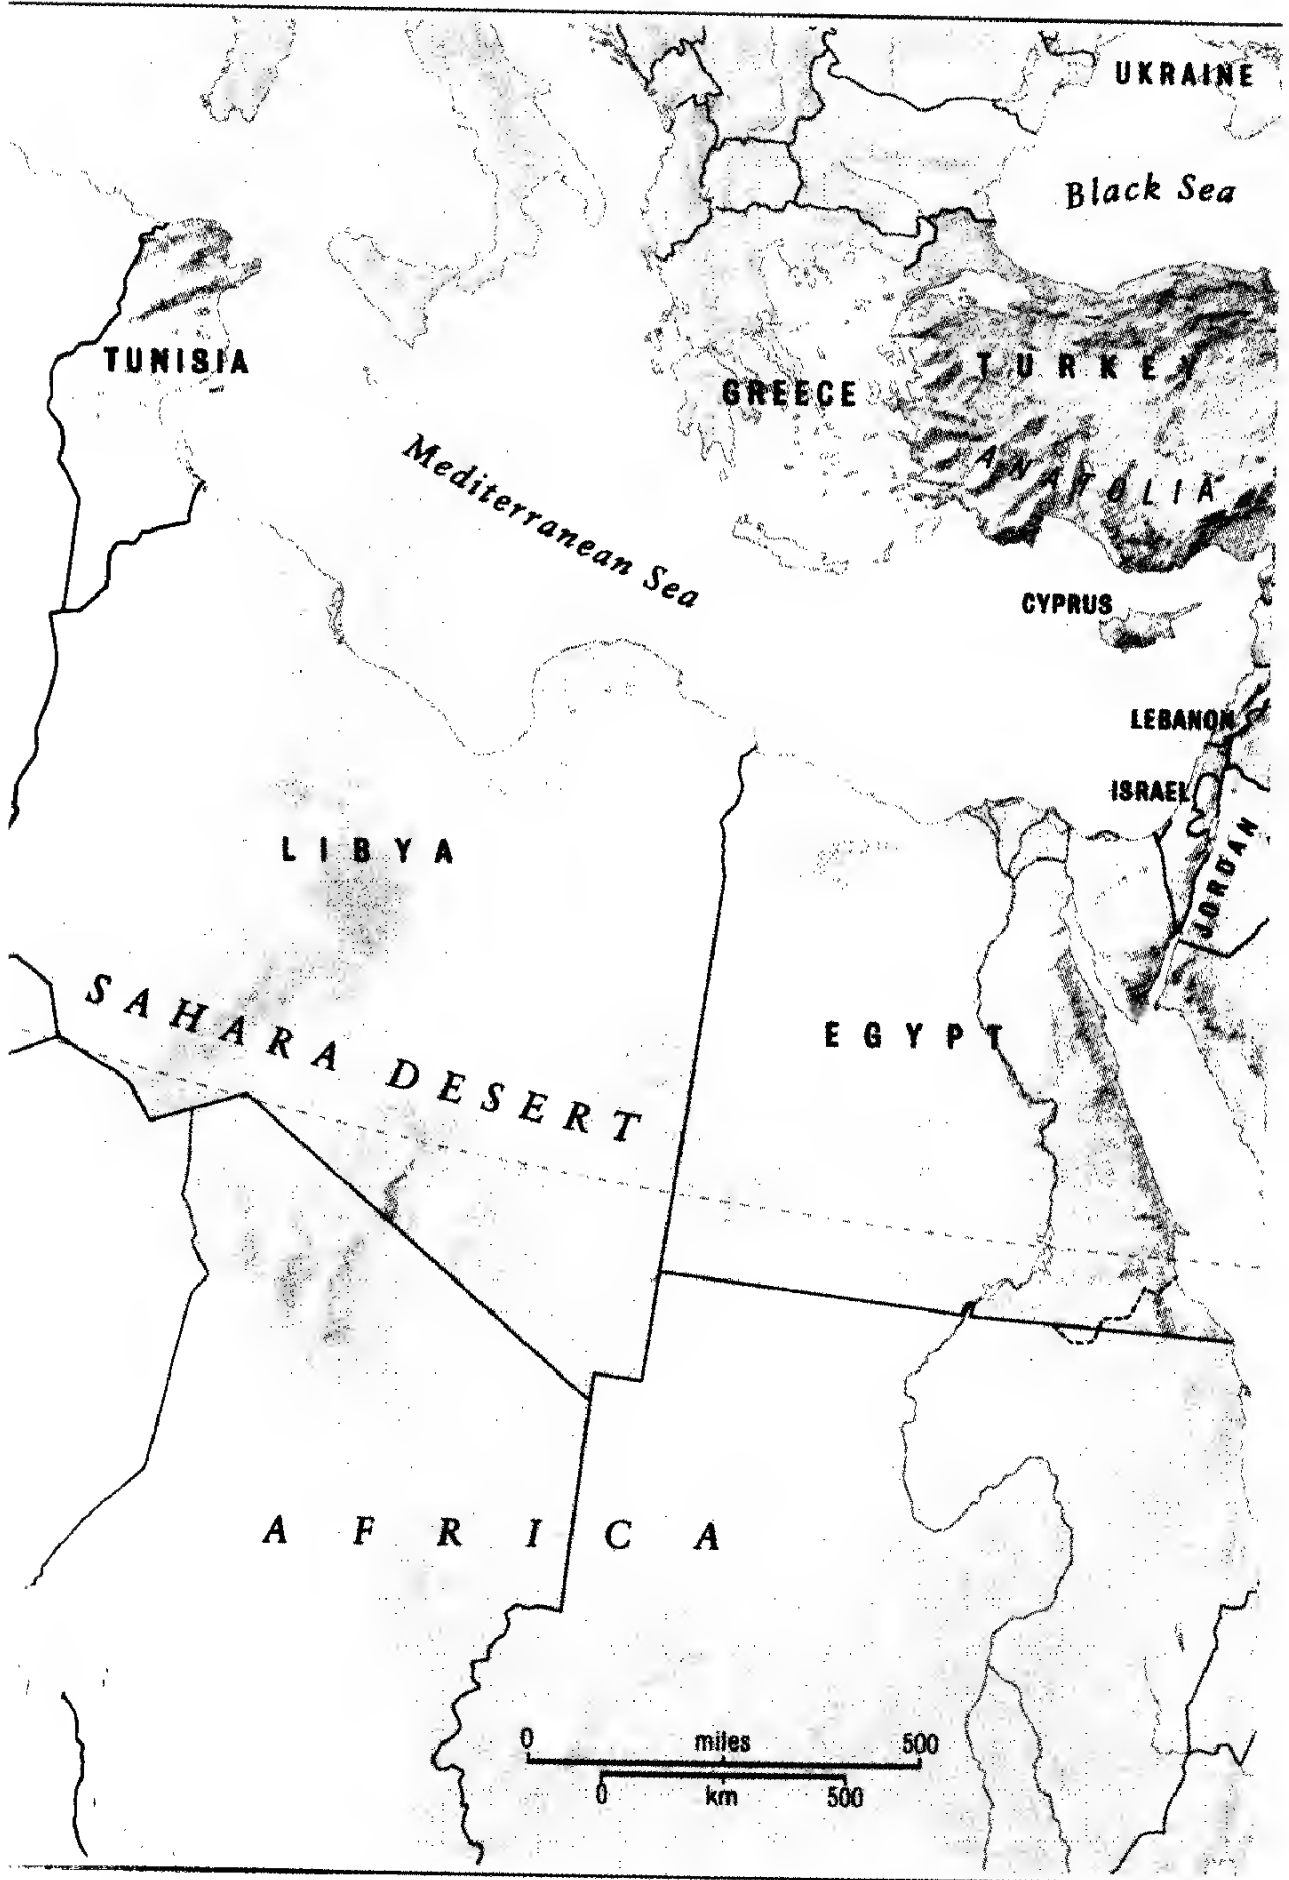 UKRAINE
Black Sea
TUNISIA
TURKEY
GREECE
Mediterranean Sea
ANATOLIA
CYPRUS
LEBANON
ISRAEL
JORDAN
LIBYA
SAHARA DESERT
EGYPT
AFRICA
0 miles 500
0 km 500